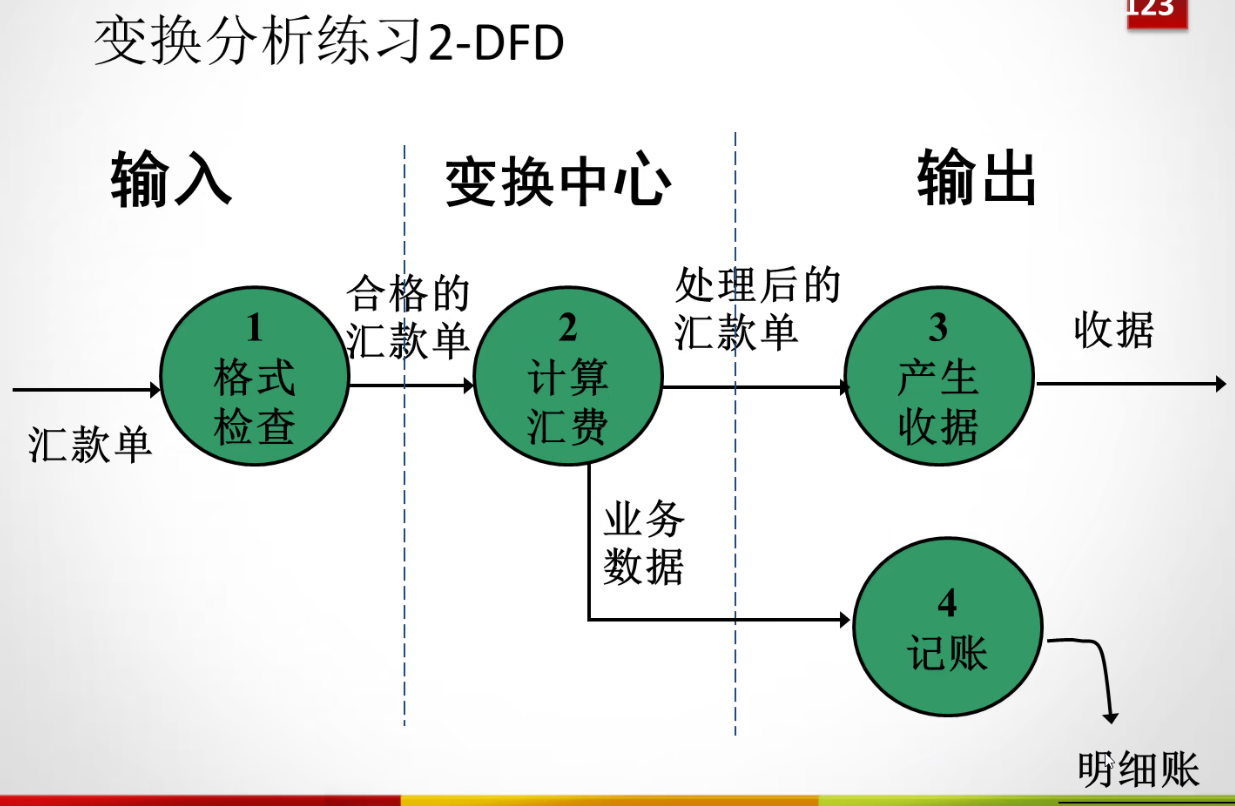 变换分析练习2-DFD
123
输入
变换中心
输出
合格的
汇款单
处理后的
汇款单
收据
汇款单
1
格式
检查
2
计算
汇费
3
产生
收据
业务
数据
4
记账
明细账